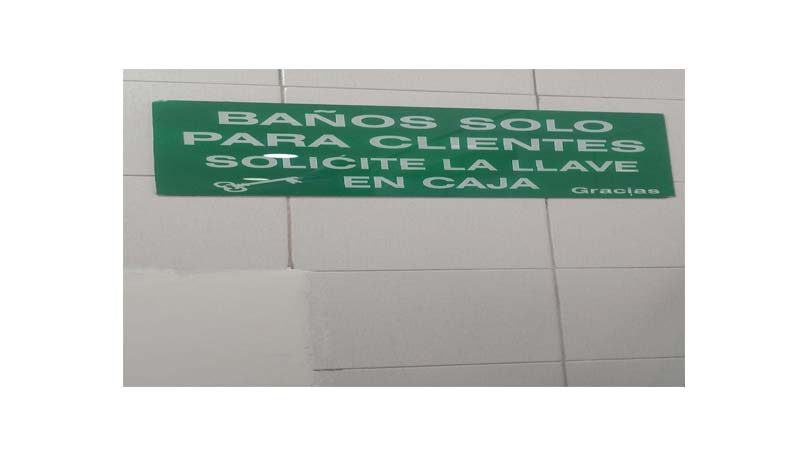 BAÑOS SOLO
PARA CLIENTES
SOLICITE LA LLAVE
EN CAJA
Gracias